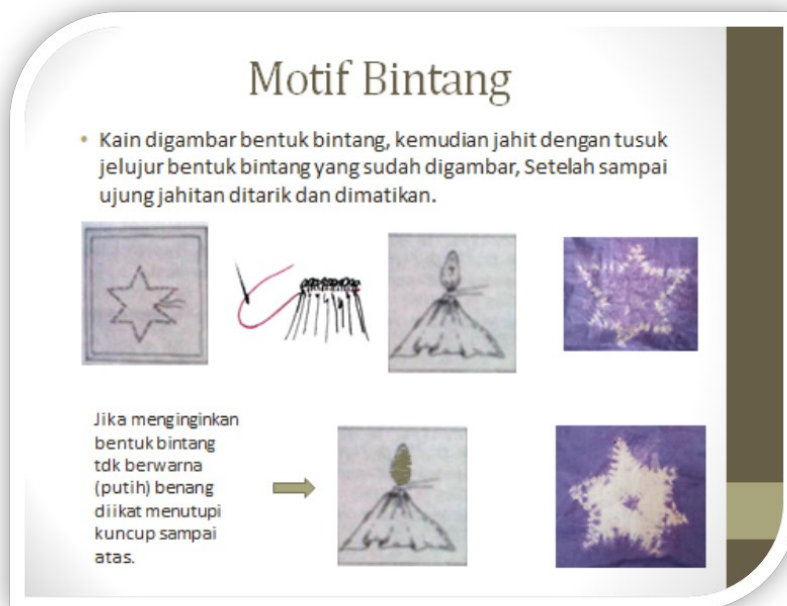 Motif Bintang
• Kain digambar bentuk bintang, kemudian jahit dengan tusuk
jelujur bentuk bintang yang sudah digambar, Setelah sampai
ujung jahitan ditarik dan dimatikan.
Jika menginginkan
bentuk bintang
tdk berwarna
(putih) benang
diikat menutupi
kuncup sampai
atas.